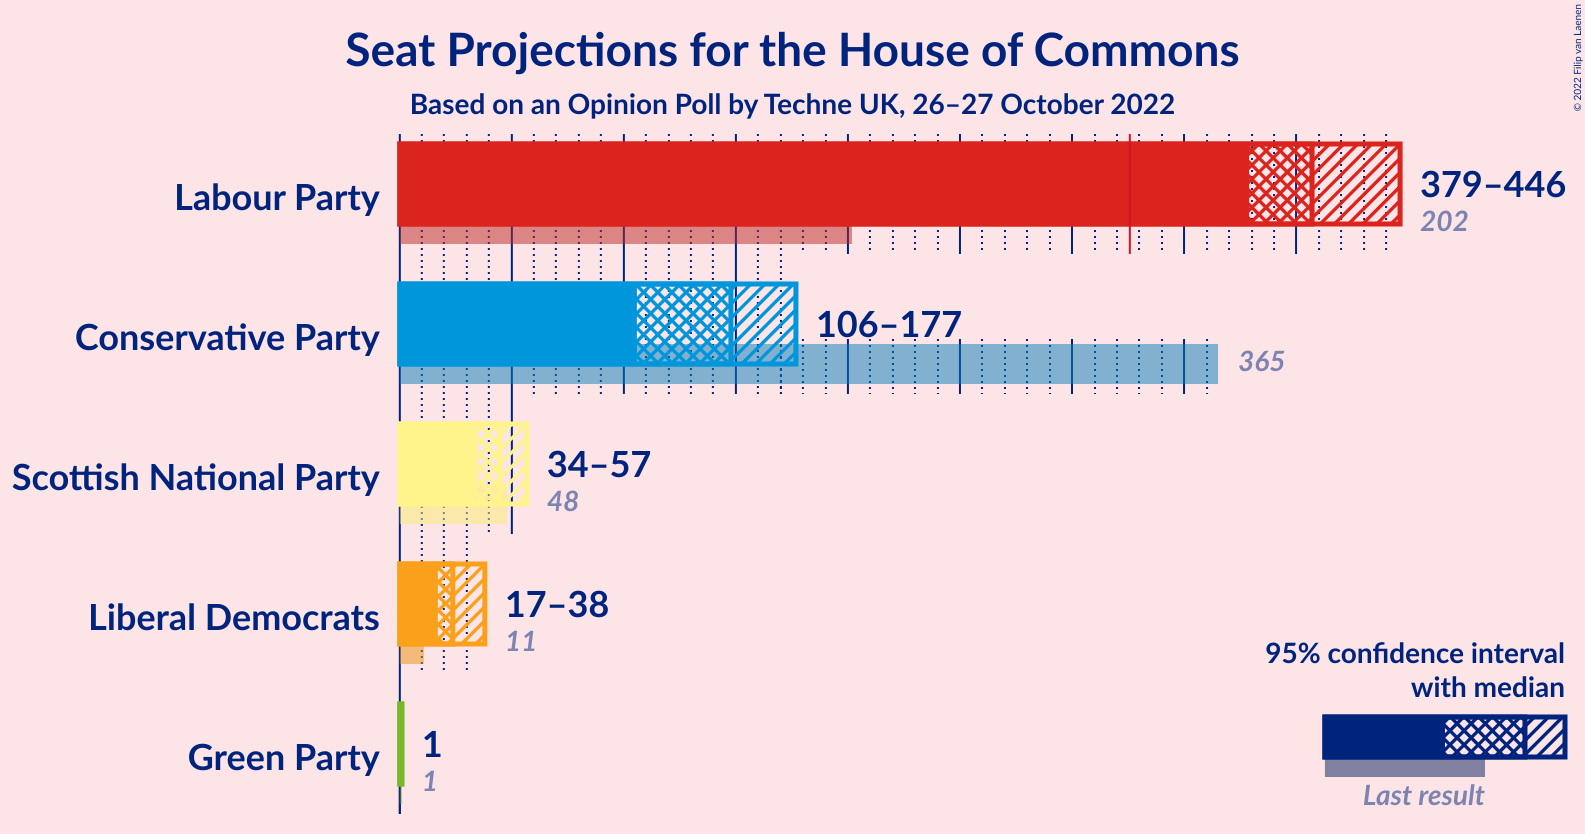 Seat Projections for the House of Commons
Based on an Opinion Poll by Techne UK, 26–27 October 2022
© 2022 Filip van Laenen
Labour Party
379–446
202
Conservative Party
106–177
365
Scottish National Party
34–57
48
Liberal Democrats
17–38
11
Green Party
1
1
95% confidence interval
with median
Last result